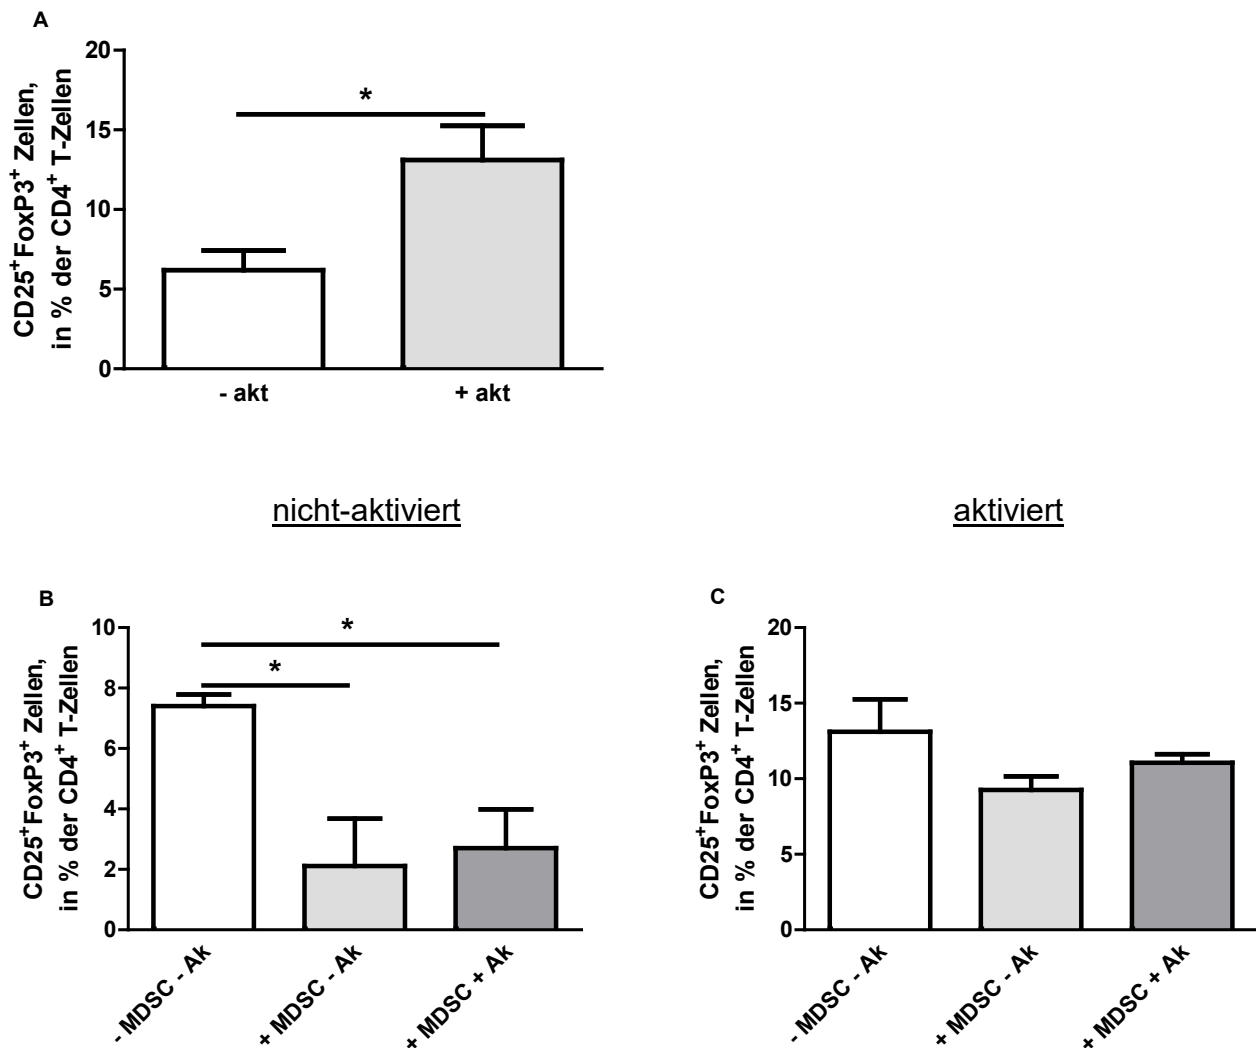 A
CD25⁺FoxP3⁺ Zellen,
in % der CD4⁺ T-Zellen
20
15
10
5
0
*
- akt
+ akt
nicht-aktiviert
aktiviert
B
CD25⁺FoxP3⁺ Zellen,
in % der CD4⁺ T-Zellen
10
8
6
4
2
0
*
*
- MDSC - Ak
+ MDSC - Ak
+ MDSC + Ak
C
CD25⁺FoxP3⁺ Zellen,
in % der CD4⁺ T-Zellen
20
15
10
5
0
- MDSC - Ak
+ MDSC - Ak
+ MDSC + Ak